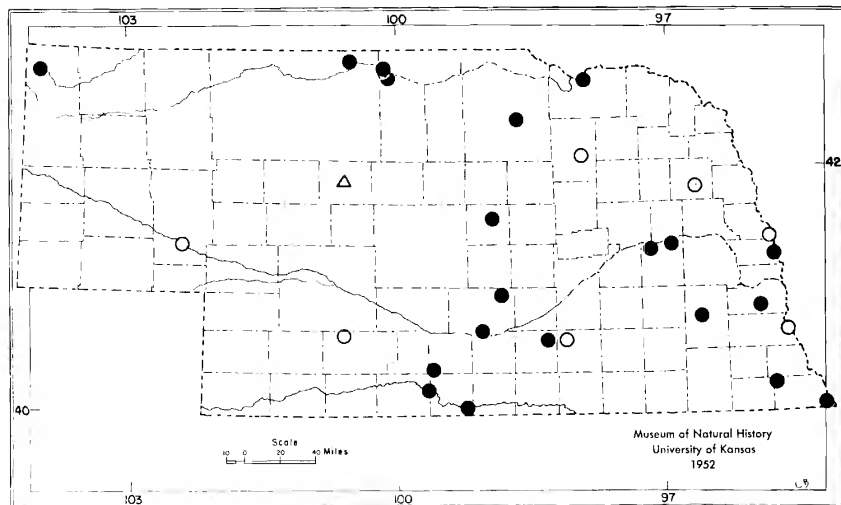 103 100 97
42
40
Scale
10 0 20 40 Miles
Museum of Natural History
University of Kansas
1952
LB
103 100 97